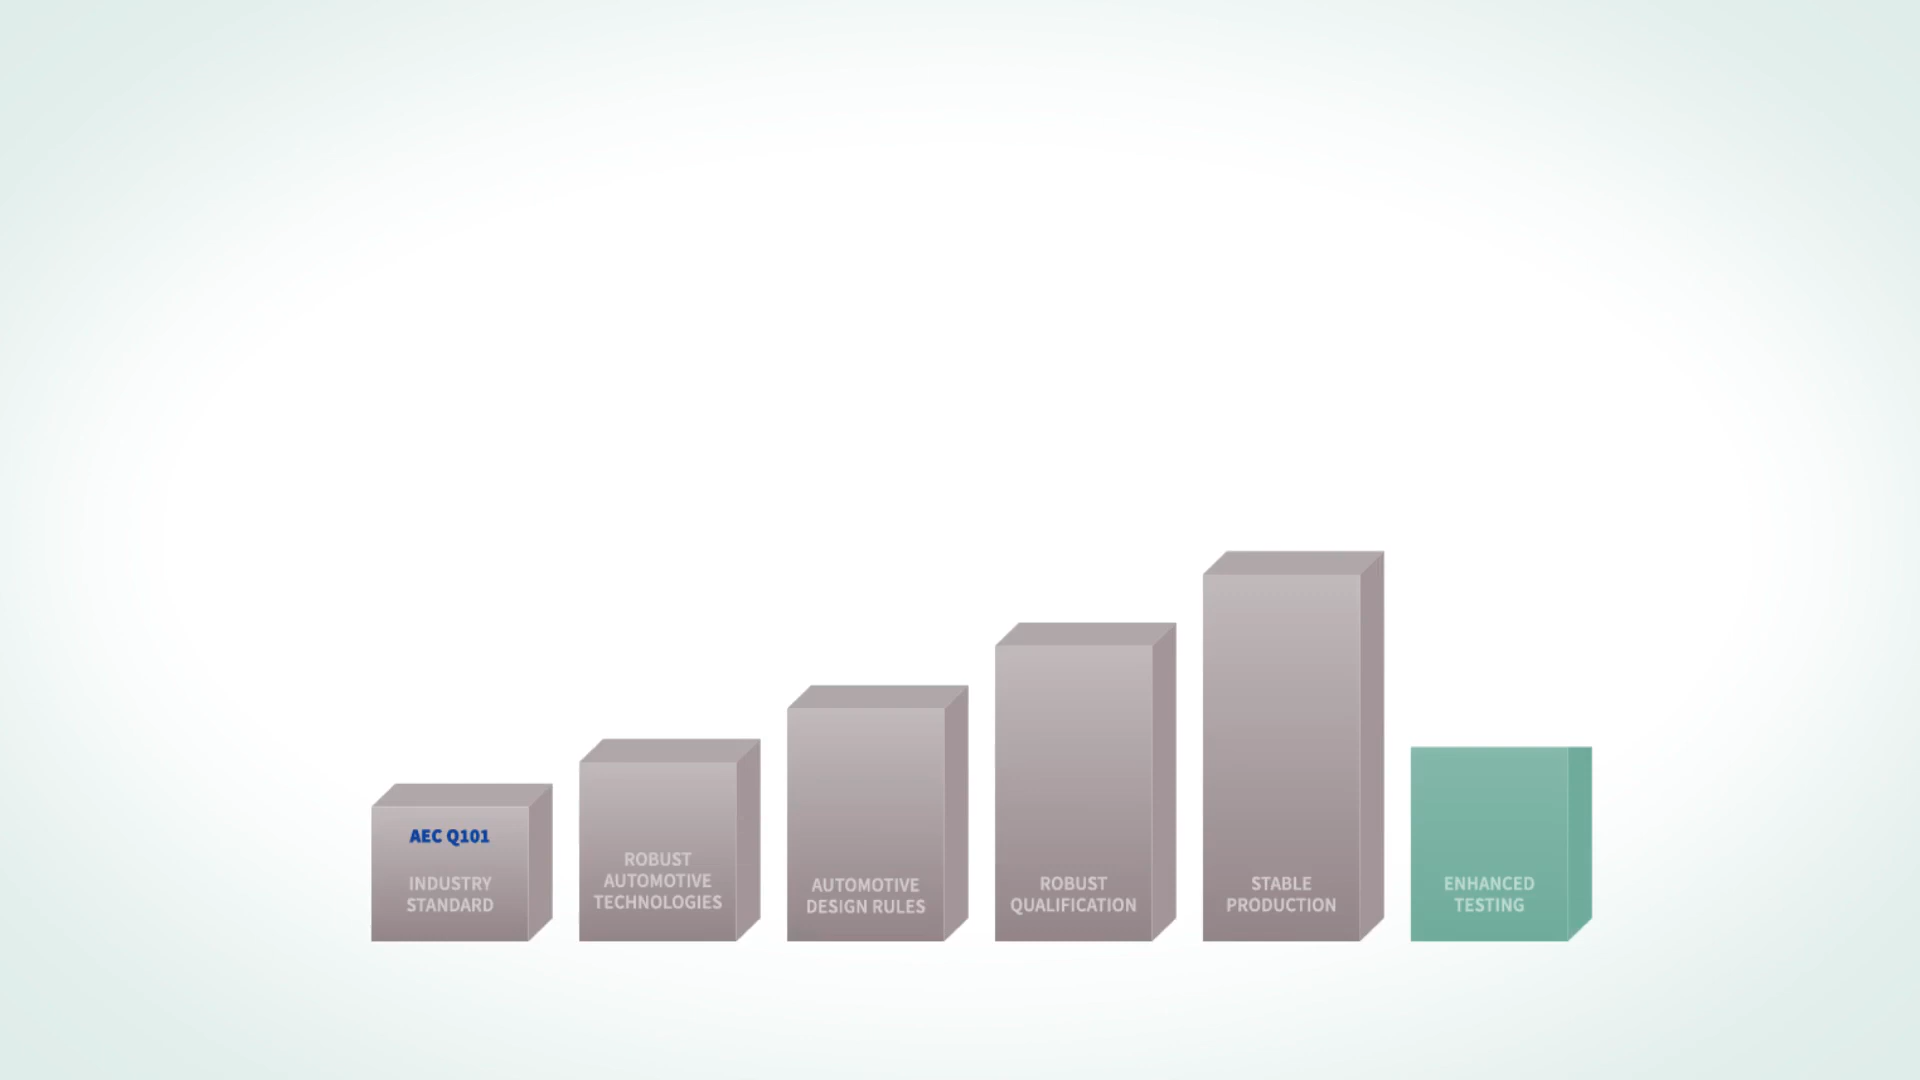 AEC Q101
INDUSTRY
STANDARD
ROBUST
AUTOMOTIVE
TECHNOLOGIES
AUTOMOTIVE
DESIGN RULES
ROBUST
QUALIFICATION
STABLE
PRODUCTION
ENHANCED
TESTING